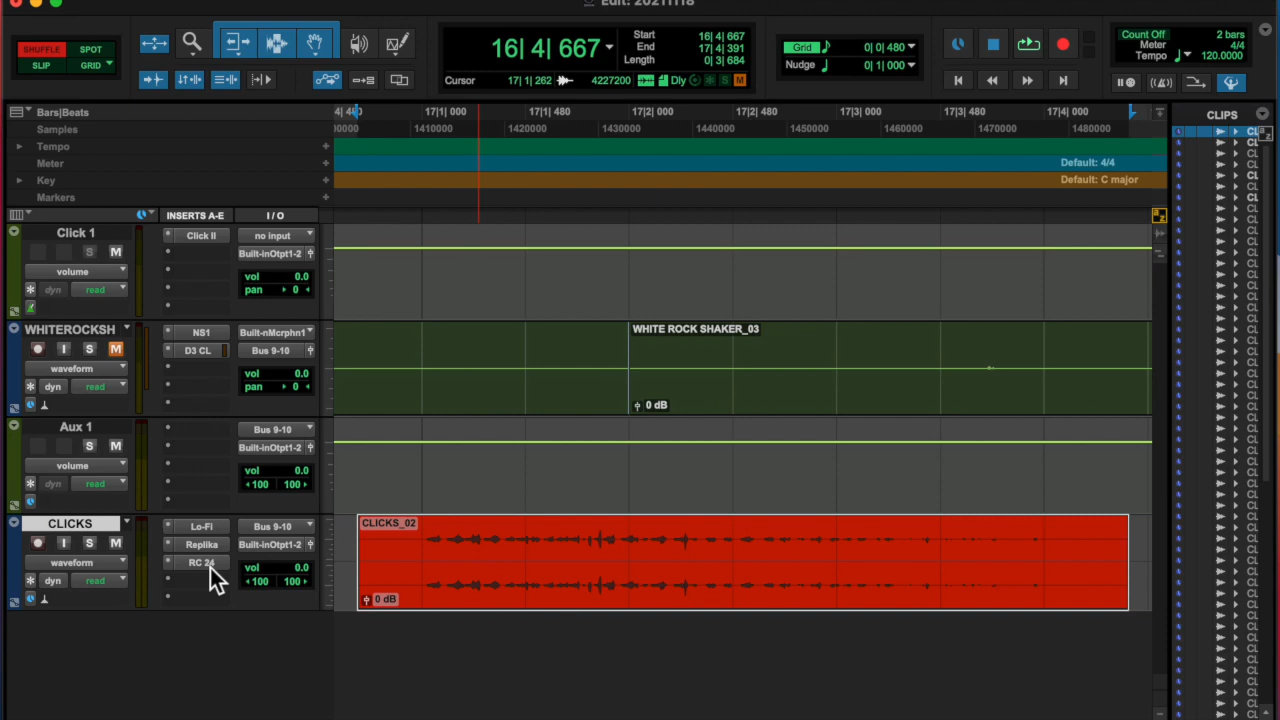 Edit: 20211118
SHUFFLE SPOT
SLIP GRID
16| 4| 667
Start 16| 4| 667
End 17| 4| 391
Length 0| 3| 684
Cursor 17| 1| 262 4227200 Dly S M
Grid 0| 0| 480
Nudge 0| 1| 000
Count Off 2 bars
Meter 4/4
Tempo 120.0000
Bars|Beats 17|1| 000 17|1| 480 17|2| 000 17|2| 480 17|3| 000 17|3| 480 17|4| 000
Samples 1410000 1420000 1430000 1440000 1450000 1460000 1470000 1480000
Tempo
Meter Default: 4/4
Key Default: C major
Markers
CLIPS
INSERTS A-E I / O
Click 1 Click II no input
S M Built-inOtpt1-2
volume vol 0.0
dyn read pan 0
WHITEROCKSH NS1 Built-nMcrphn1
I S M D3 CL Bus 9-10
waveform vol 0.0
dyn read pan 0
WHITE ROCK SHAKER_03
0 dB
Aux 1 Bus 9-10
S M Built-inOtpt1-2
volume vol 0.0
dyn read 100 100
CLICKS Lo-Fi Bus 9-10
I S M Replika Built-inOtpt1-2
waveform RC 24 vol 0.0
dyn read 100 100
CLICKS_02
0 dB